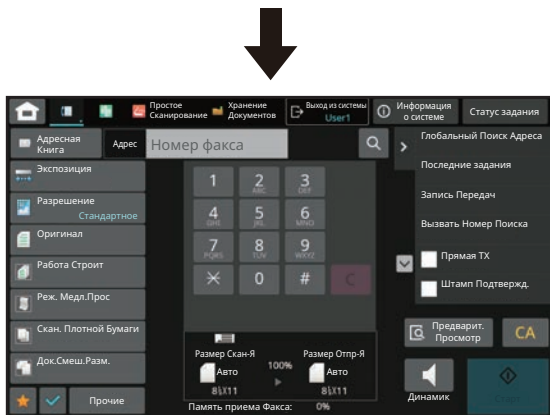 Простое Сканирование
Хранение Документов
Выход из системы
User1
Информация о системе
Статус задания
Адресная Книга
Адрес
Номер факса
Глобальный Поиск Адреса
Последние задания
Запись Передач
Вызвать Номер Поиска
Прямая TX
Штамп Подтвержд.
Экспозиция
Разрешение
Стандартное
Оригинал
Работа Строит
Реж. Медл.Прос
Скан. Плотной Бумаги
Док.Смеш.Разм.
Прочие
1
2 ABC
3 DEF
4 GHI
5 JKL
6 MNO
7 PQRS
8 TUV
9 WXYZ
0
#
C
Размер Скан-Я
100%
Размер Отпр-Я
Авто
Авто
8½X11
8½X11
Память приема Факса: 0%
Предварит. Просмотр
CA
Динамик